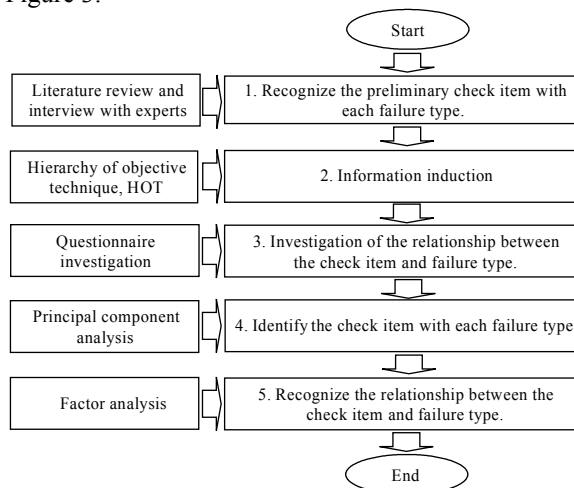 Figure 3.
Start
Literature review and
interview with experts
1. Recognize the preliminary check item with
each failure type.
Hierarchy of objective
technique, HOT
2. Information induction
Questionnaire
investigation
3. Investigation of the relationship between
the check item and failure type.
Principal component
analysis
4. Identify the check item with each failure type
Factor analysis
5. Recognize the relationship between the
check item and failure type.
End